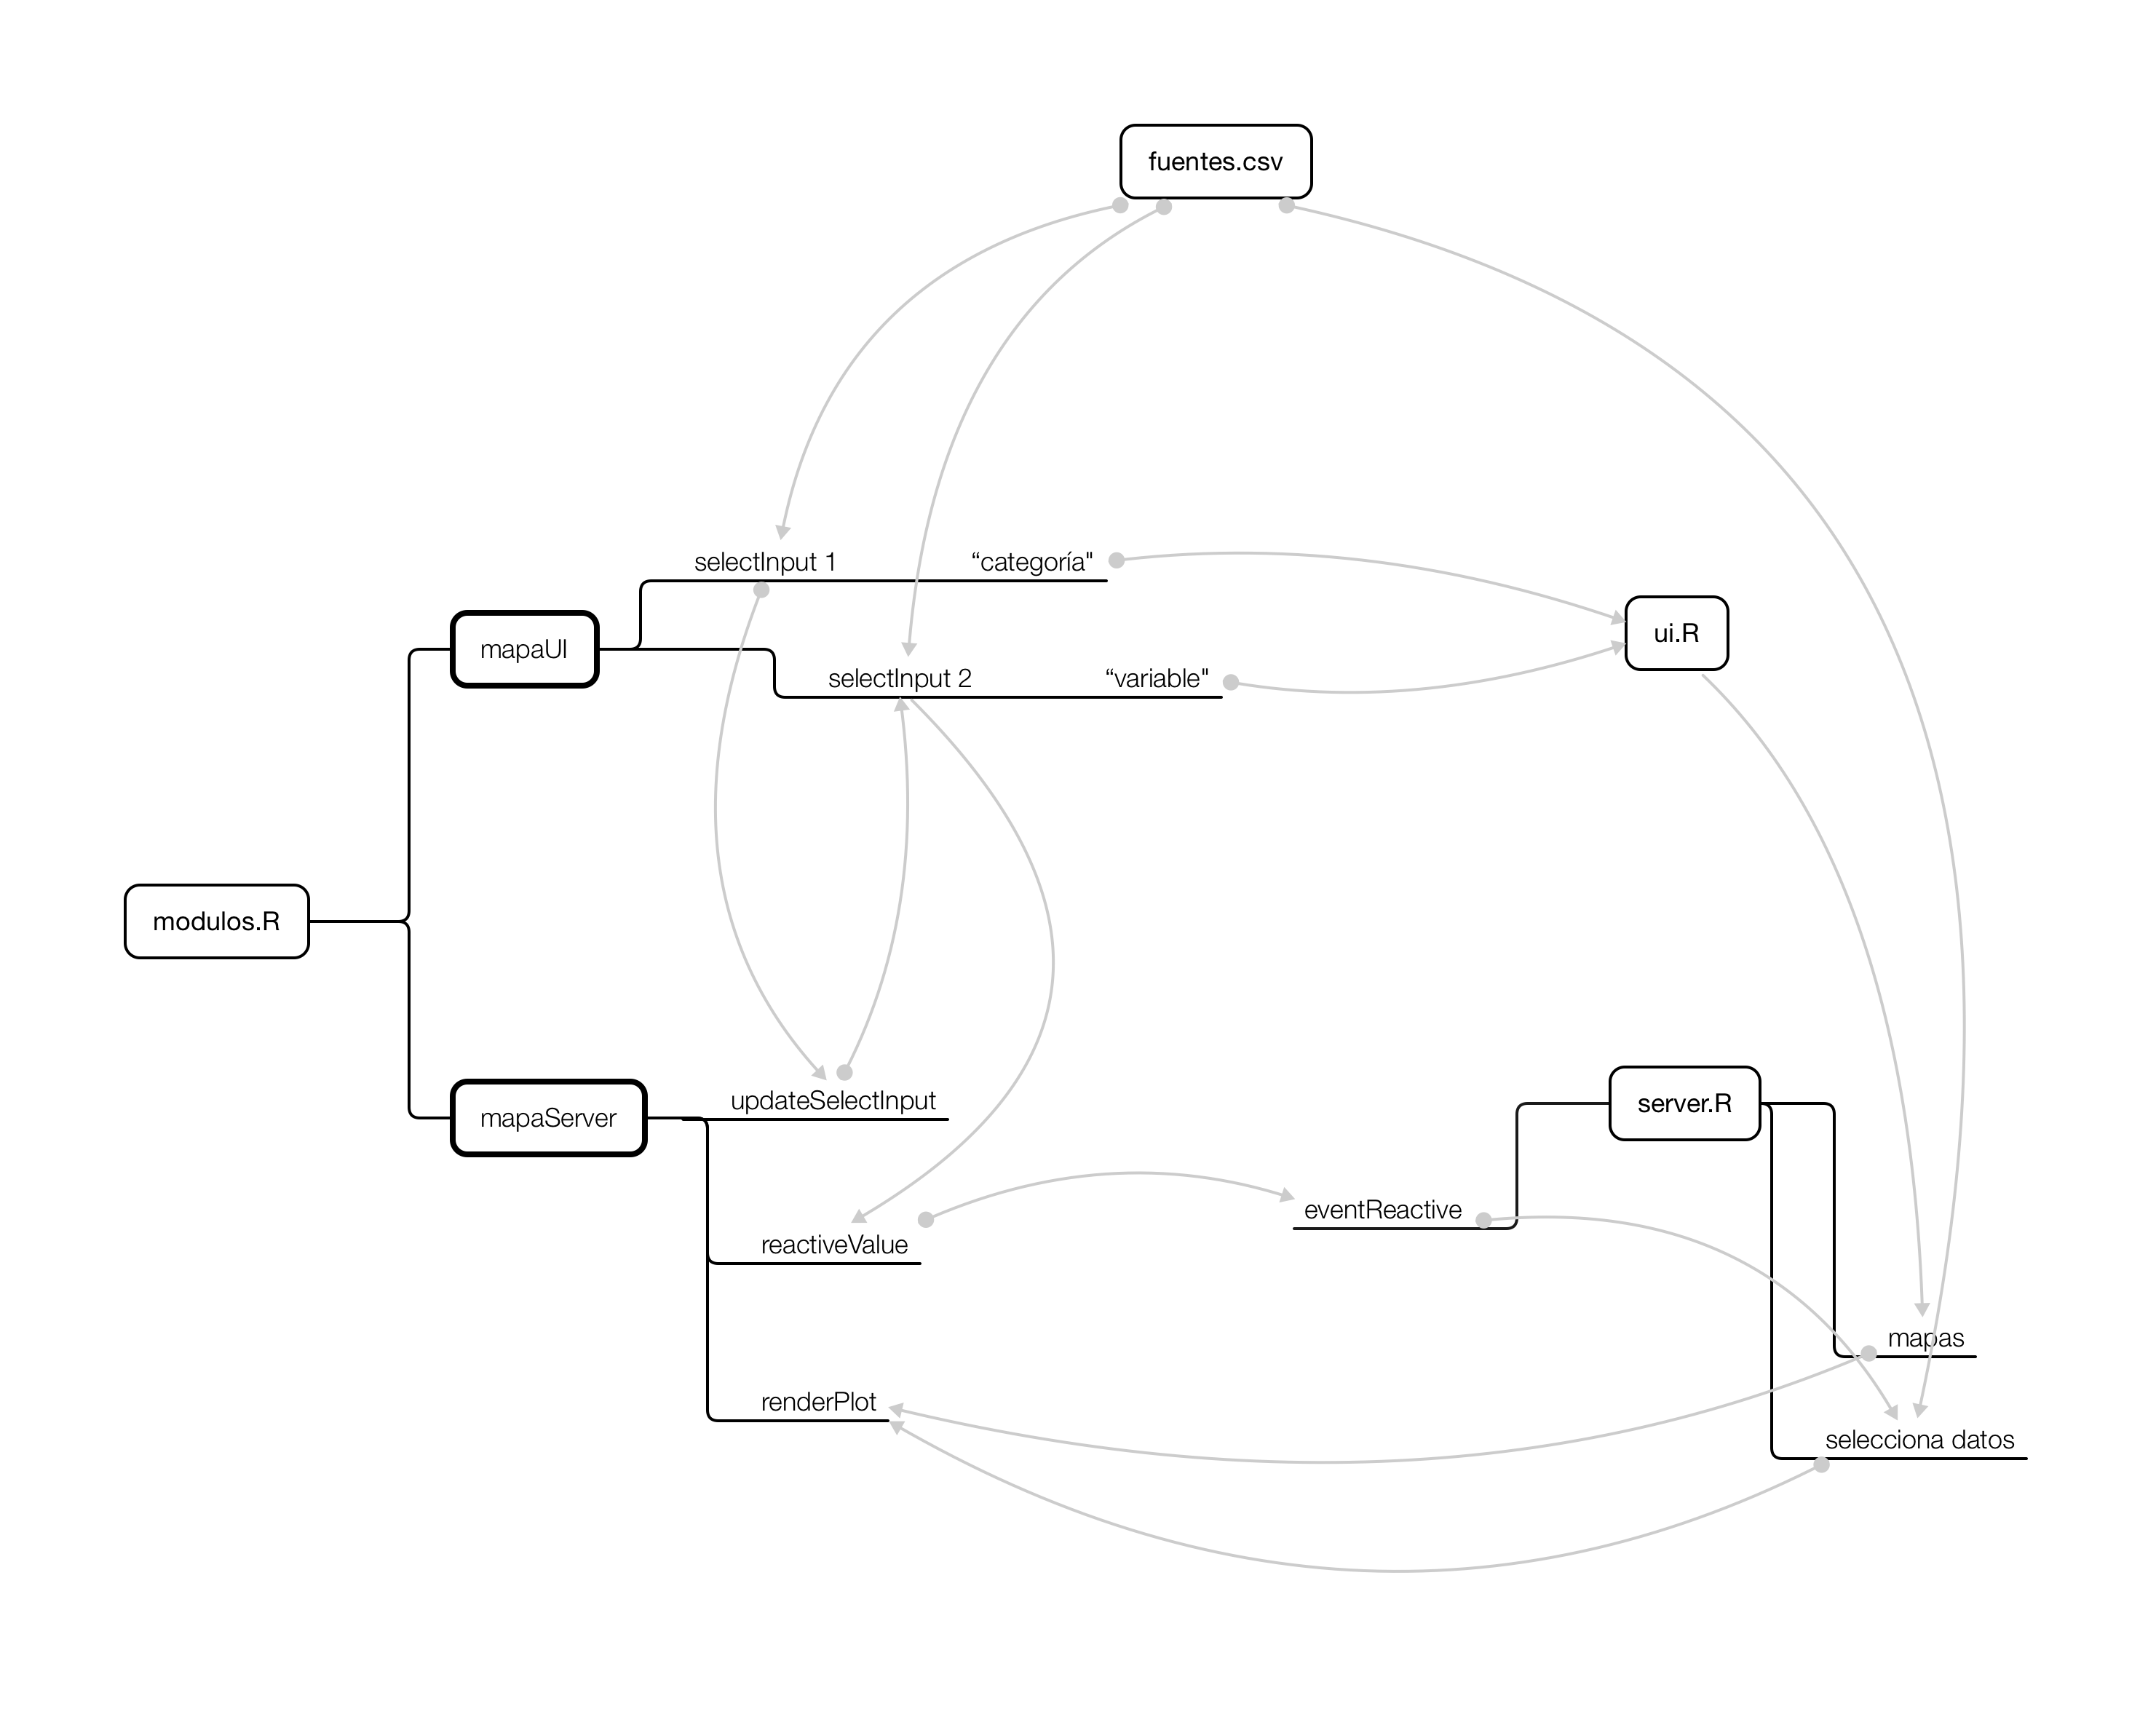 fuentes.csv
selectInput 1 “categoría"
mapaUI
ui.R
selectInput 2 “variable"
modulos.R
updateSelectInput
mapaServer
server.R
eventReactive
reactiveValue
mapas
renderPlot
selecciona datos